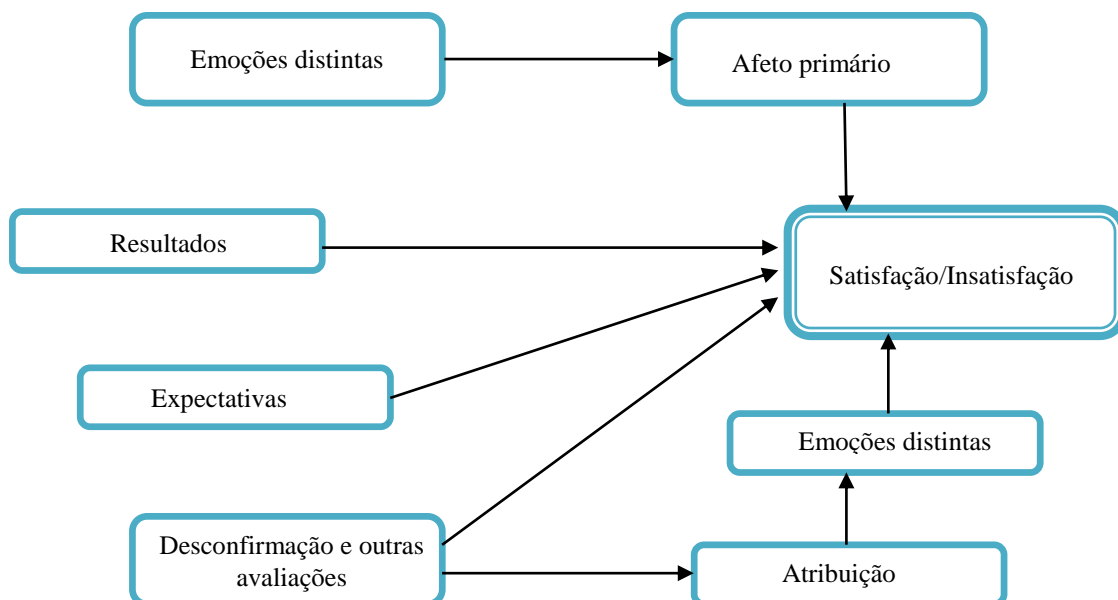 Emoções distintas
Afeto primário
Resultados
Satisfação/Insatisfação
Expectativas
Emoções distintas
Desconfirmação e outras
avaliações
Atribuição